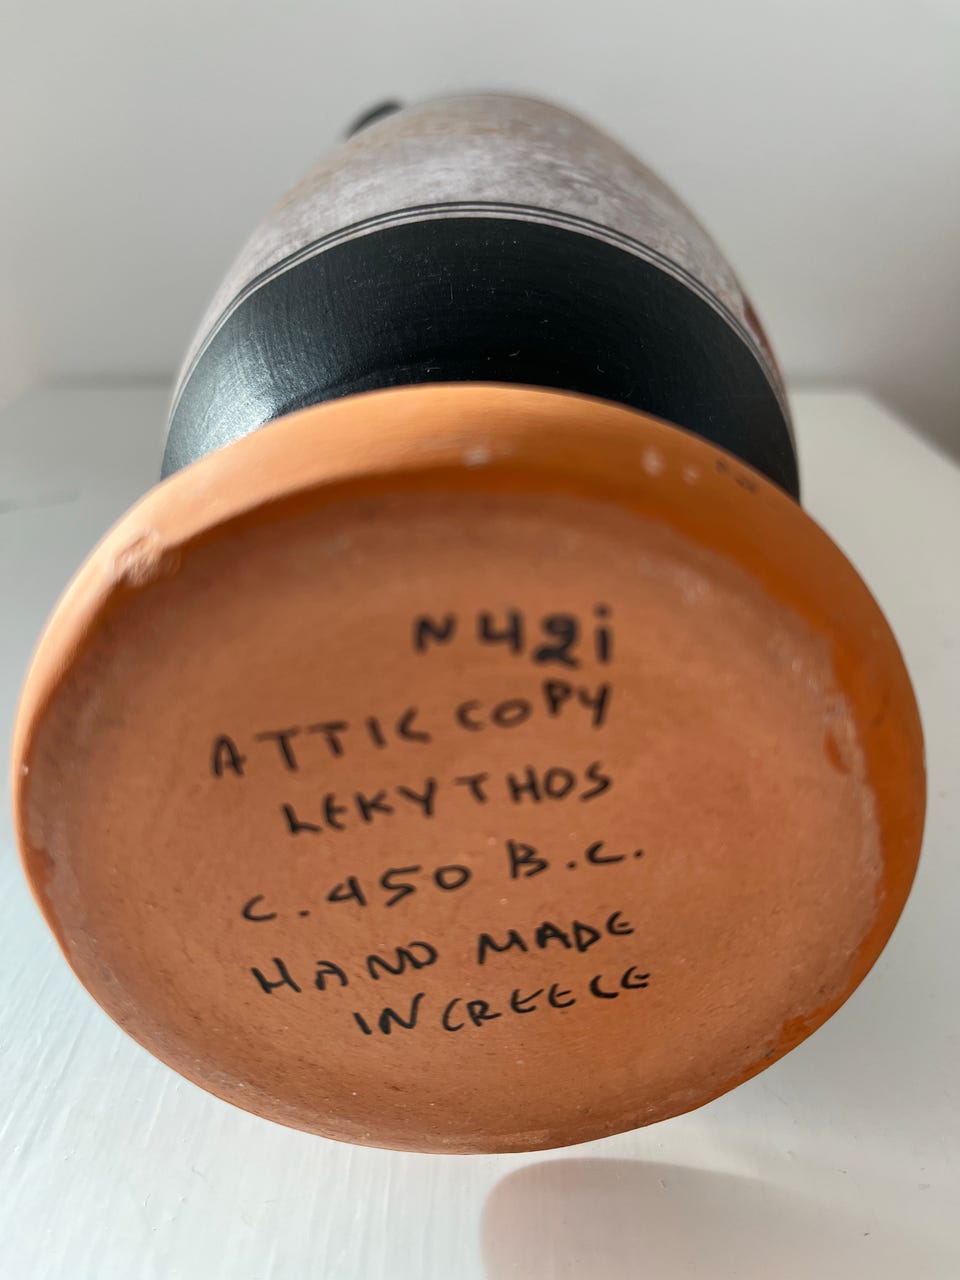 N42i
ATTIC COPY
LEKYTHOS
C. 450 B.C.
HAND MADE
IN GREECE